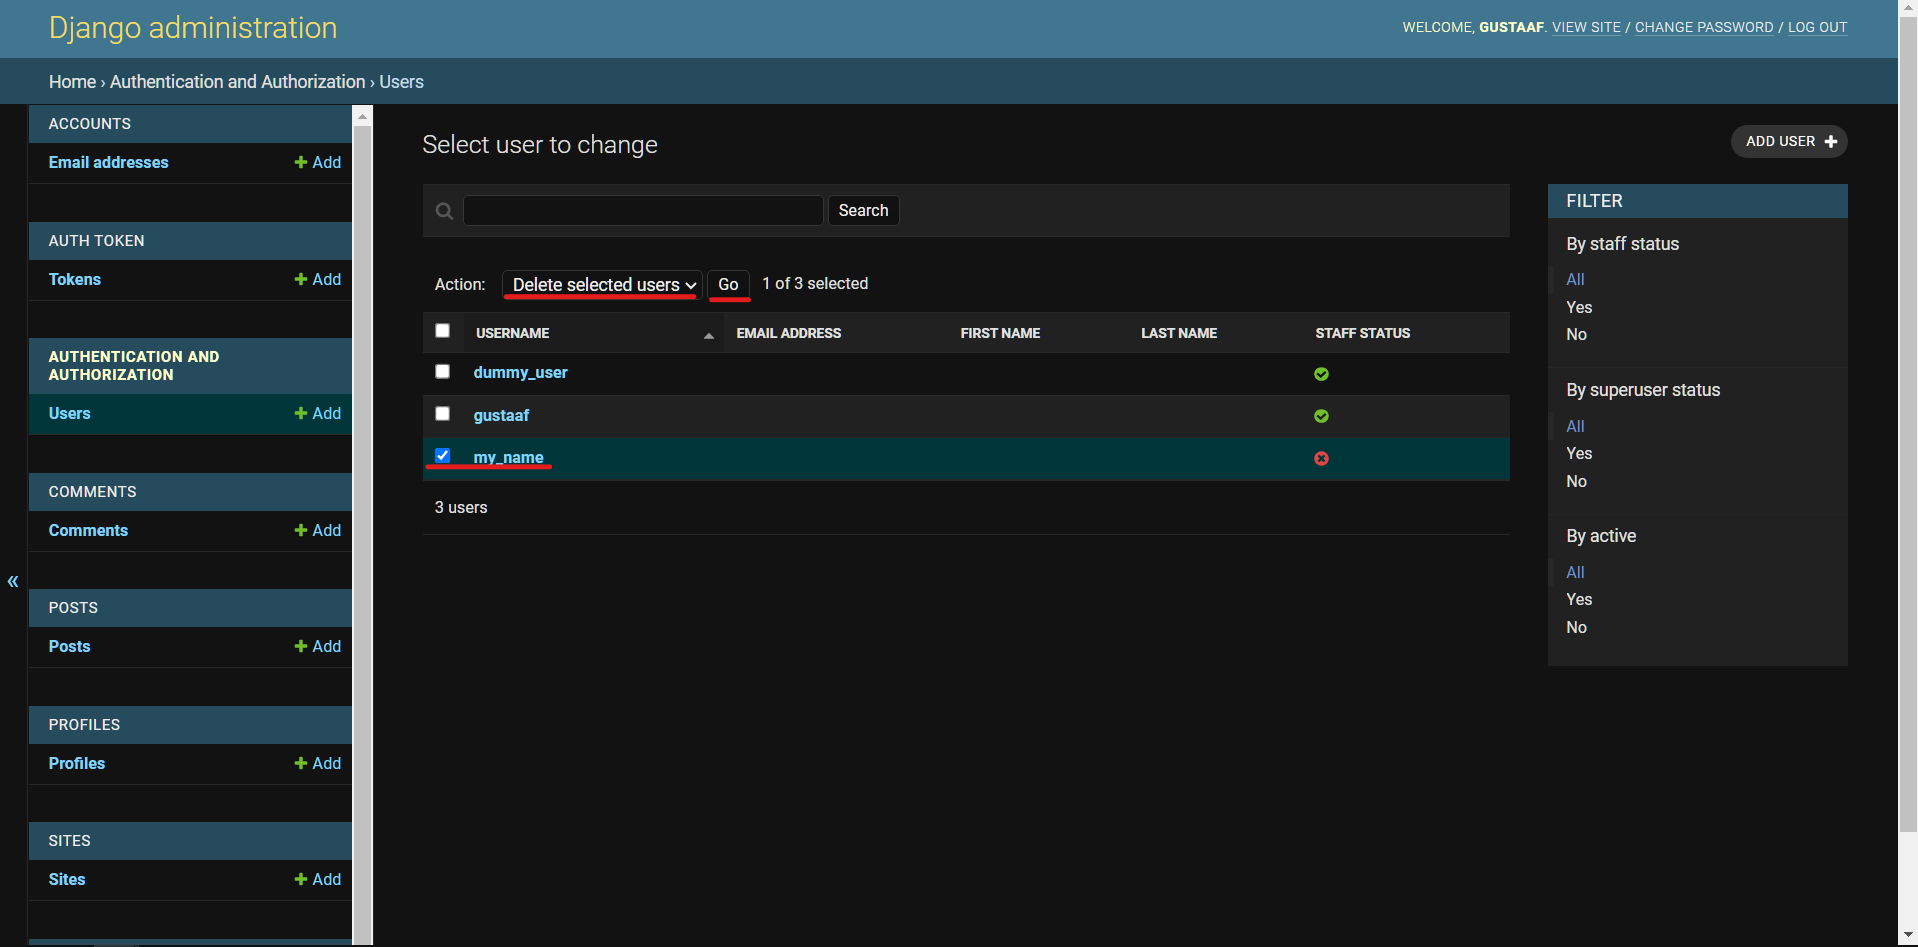 Django administration
WELCOME, GUSTAAF. VIEW SITE / CHANGE PASSWORD / LOG OUT
Home › Authentication and Authorization › Users
ACCOUNTS
Email addresses
Add
AUTH TOKEN
Tokens
Add
AUTHENTICATION AND
AUTHORIZATION
Users
Add
COMMENTS
Comments
Add
«
POSTS
Posts
Add
PROFILES
Profiles
Add
SITES
Sites
Add
Select user to change
ADD USER
Search
Action: Delete selected users Go 1 of 3 selected
USERNAME EMAIL ADDRESS FIRST NAME LAST NAME STAFF STATUS
dummy_user
gustaaf
my_name
3 users
FILTER
By staff status
All
Yes
No
By superuser status
All
Yes
No
By active
All
Yes
No